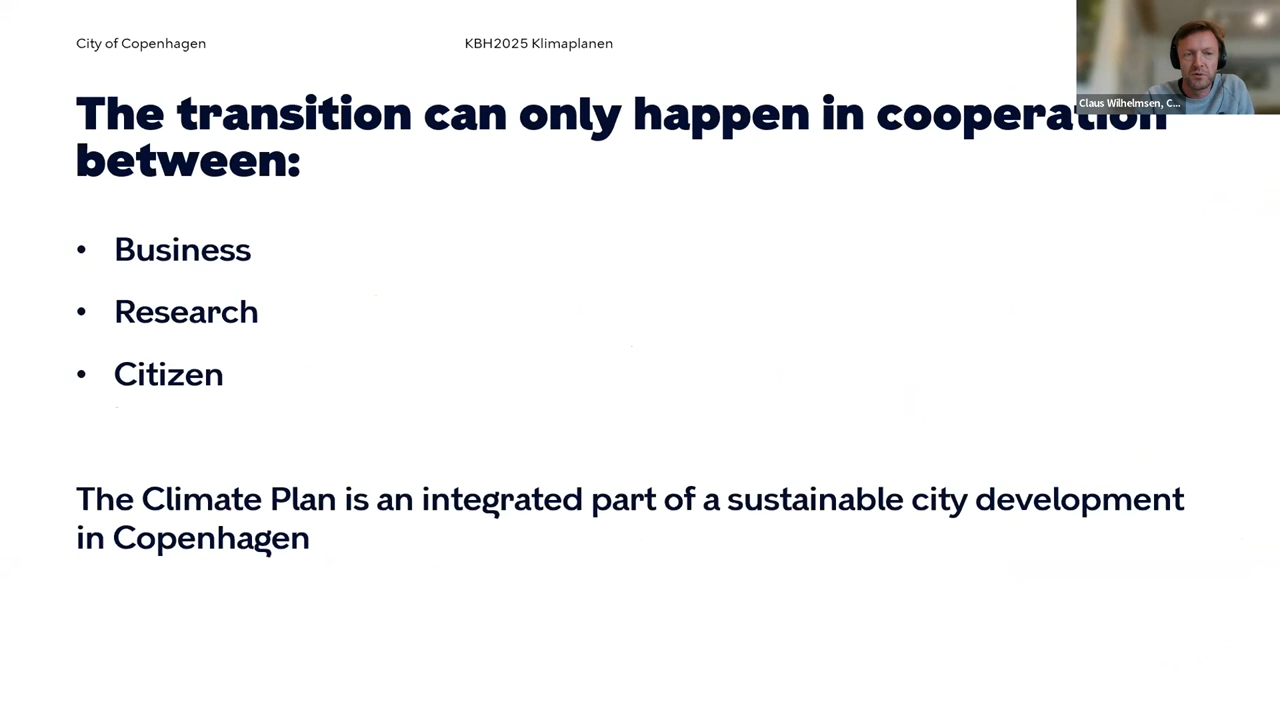 City of Copenhagen
KBH2025 Klimaplanen
Claus Wilhelmsen, C...
The transition can only happen in cooperation
between:
• Business
• Research
• Citizen
The Climate Plan is an integrated part of a sustainable city development
in Copenhagen